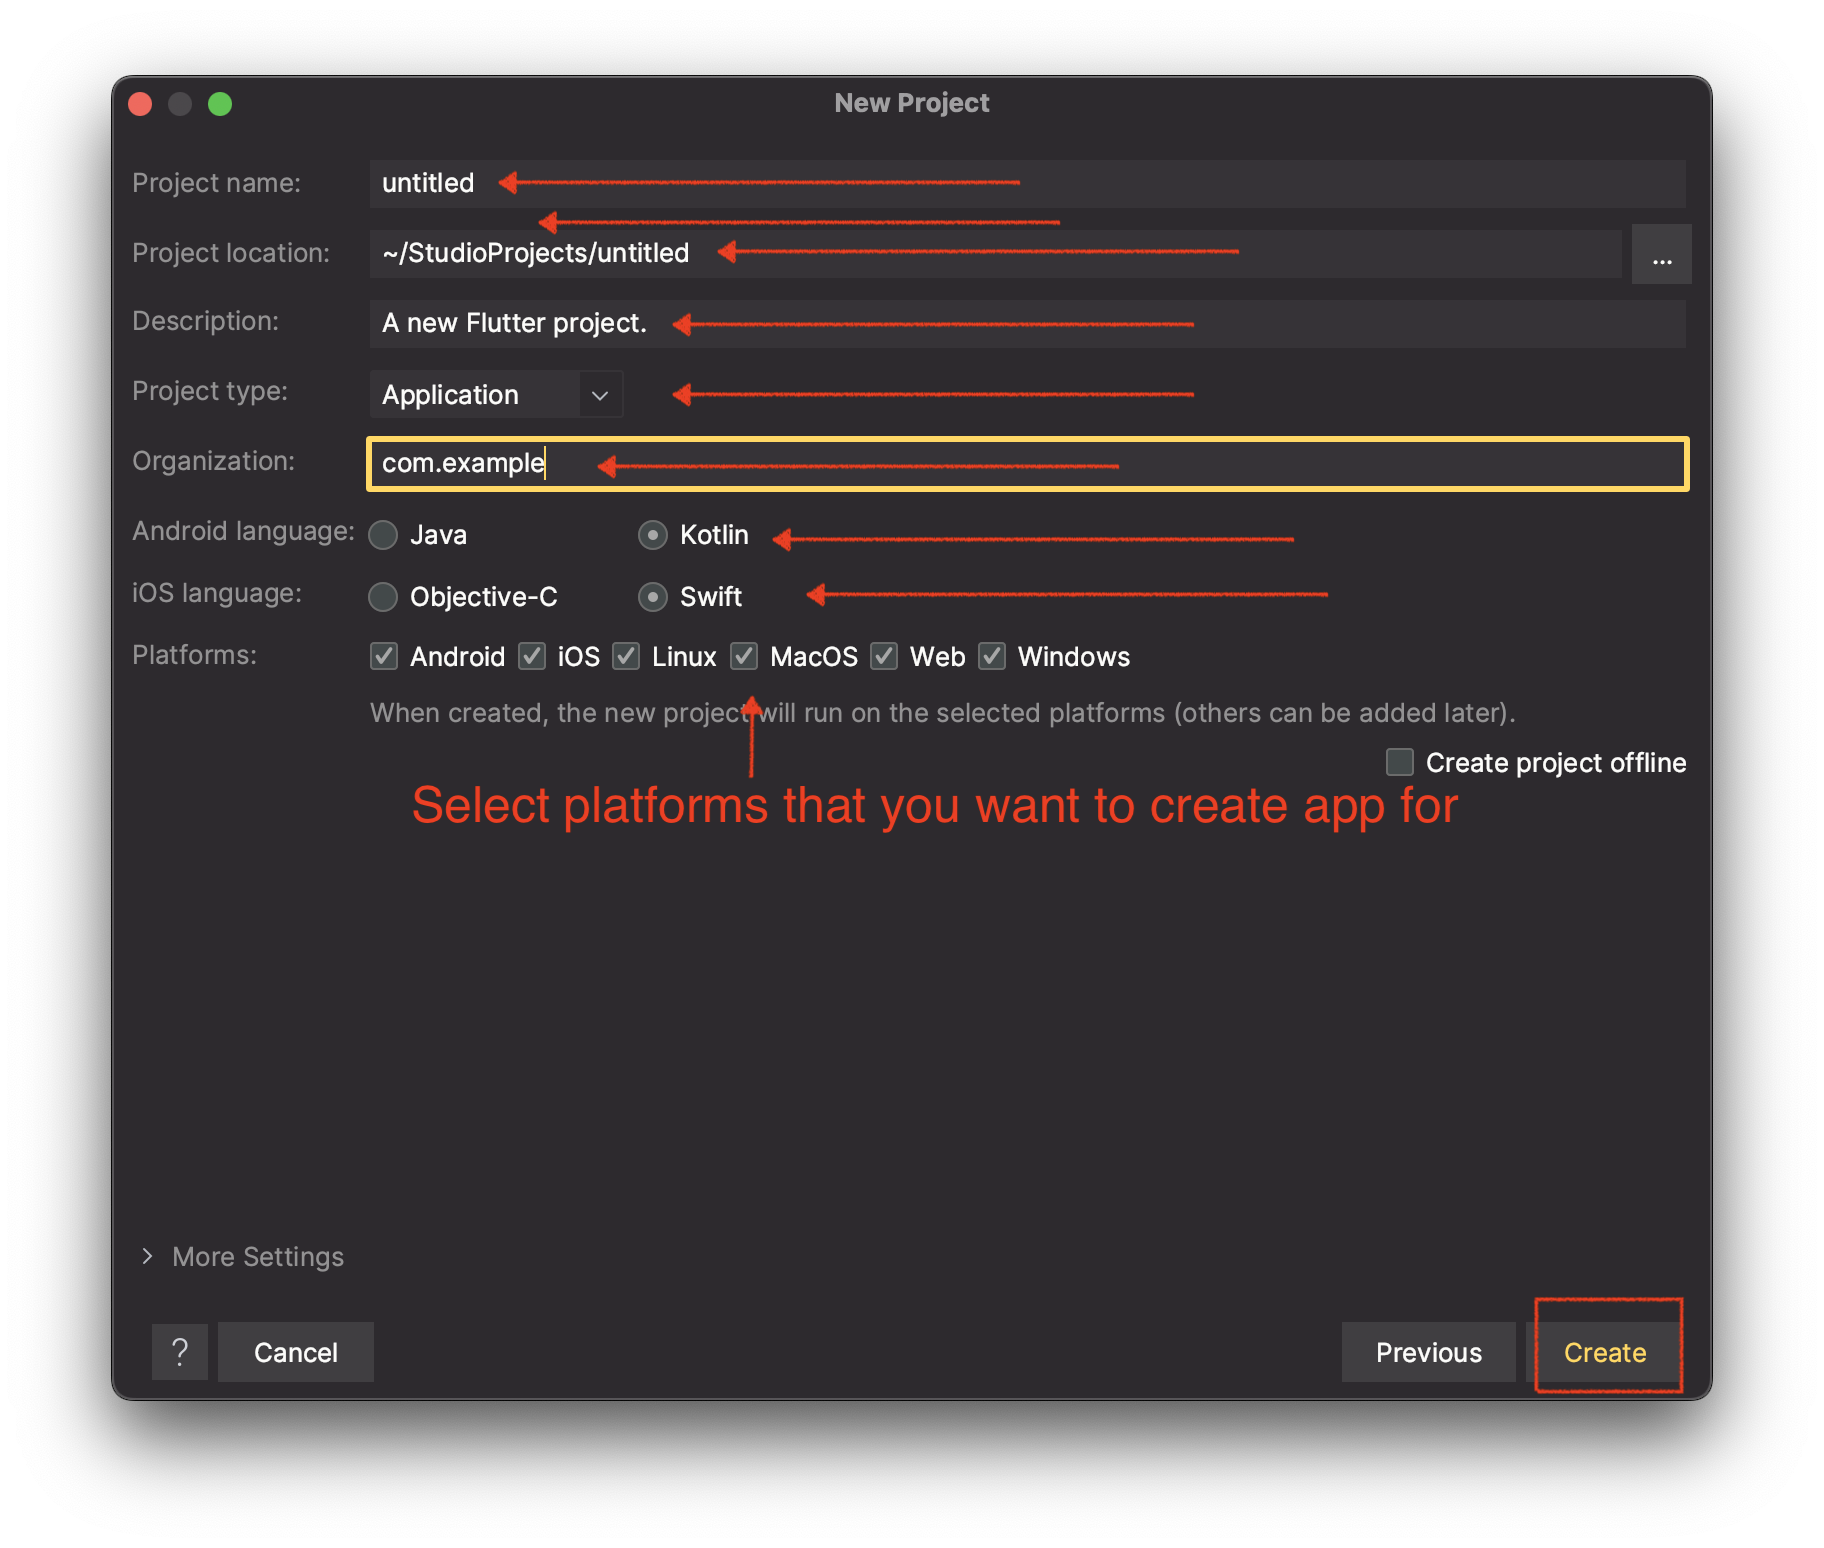 New Project
Project name: untitled
Project location: ~/StudioProjects/untitled ...
Description: A new Flutter project.
Project type: Application
Organization: com.example
Android language: Java Kotlin
iOS language: Objective-C Swift
Platforms: Android iOS Linux MacOS Web Windows
When created, the new project will run on the selected platforms (others can be added later).
Create project offline
Select platforms that you want to create app for
More Settings
? Cancel Previous Create